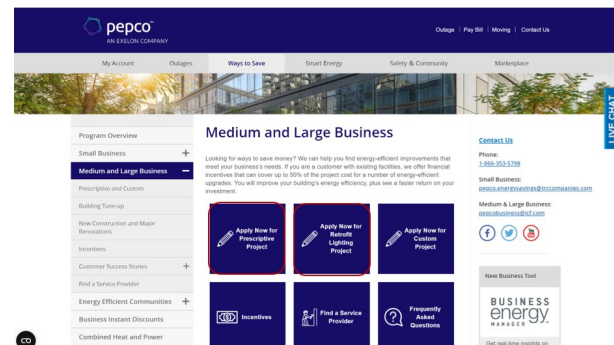 pepco™
AN EXELON COMPANY
Outage | Pay Bill | Moving | Contact Us
My Account Outages Ways to Save Smart Energy Safety & Community Marketplace
LIVE CHAT
Program Overview
Small Business +
Medium and Large Business –
Prescriptive and Custom
Building Tune-up
New Construction and Major
Renovations
Incentives
Customer Success Stories +
Find a Service Provider
Energy Efficient Communities +
Business Instant Discounts
Combined Heat and Power
Medium and Large Business
Looking for ways to save money? We can help you find energy-efficient improvements that
meet your business's needs. If you are a customer with existing facilities, we offer financial
incentives that can cover up to 50% of the project cost for a number of energy-efficient
upgrades. You will improve your building's energy efficiency, plus see a faster return on your
investment.
Apply Now for
Prescriptive
Project
Apply Now for
Retrofit
Lighting
Project
Apply Now for
Custom
Project
Incentives
Find a Service
Provider
Frequently
Asked
Questions
Contact Us
Phone:
1-866-353-5798
Small Business:
pepco.energysavings@trccompanies.com
Medium & Large Business:
pepcobusiness@icf.com
New Business Tool
BUSINESS
energy
MANAGER
Get real-time insights on